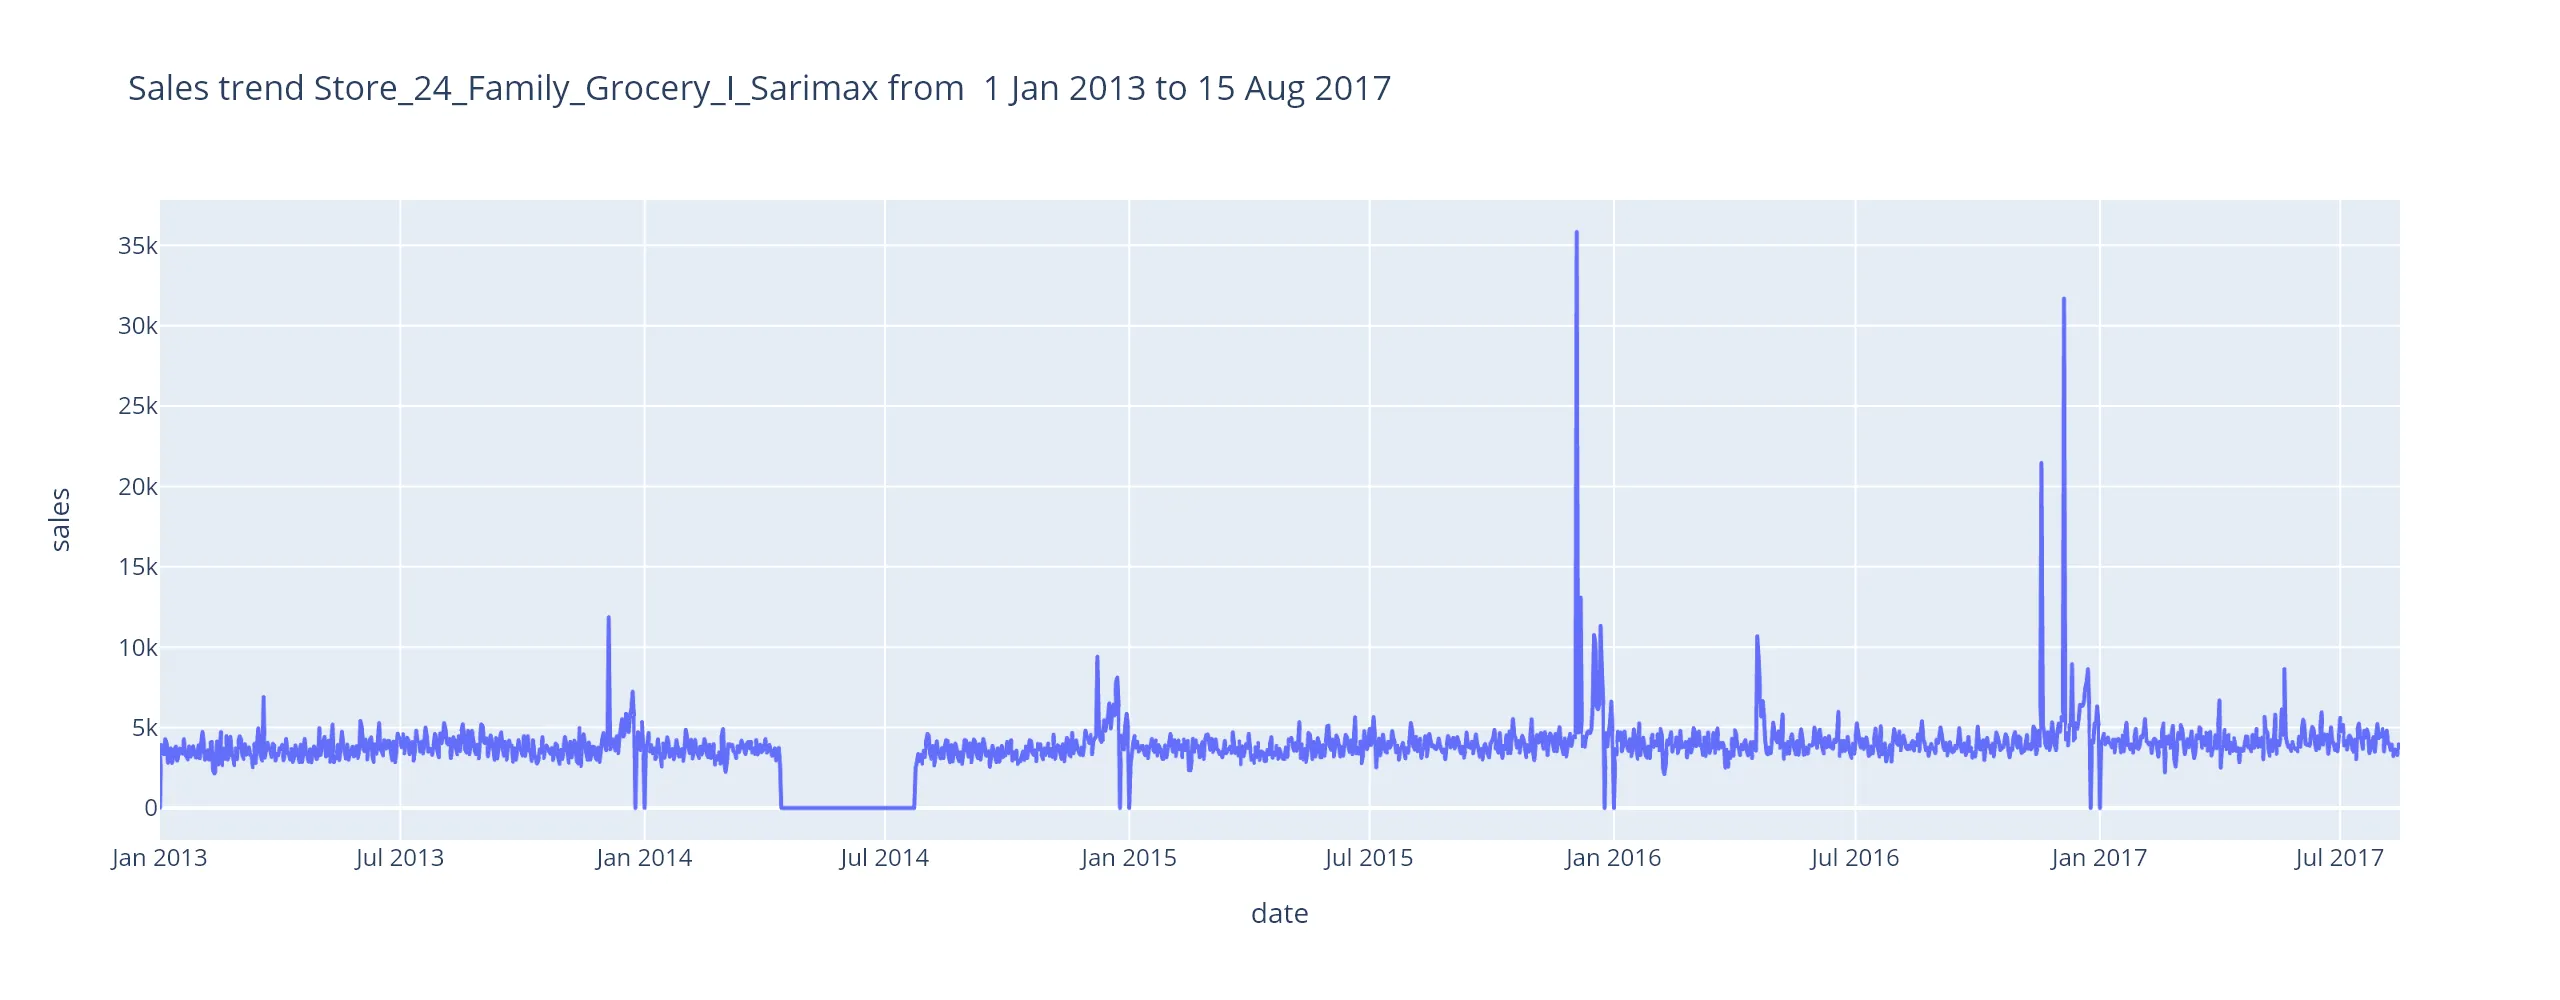 Sales trend Store_24_Family_Grocery_I_Sarimax from  1 Jan 2013 to 15 Aug 2017
35k
30k
25k
20k
15k
10k
5k
0
sales
Jan 2013 Jul 2013 Jan 2014 Jul 2014 Jan 2015 Jul 2015 Jan 2016 Jul 2016 Jan 2017 Jul 2017
date